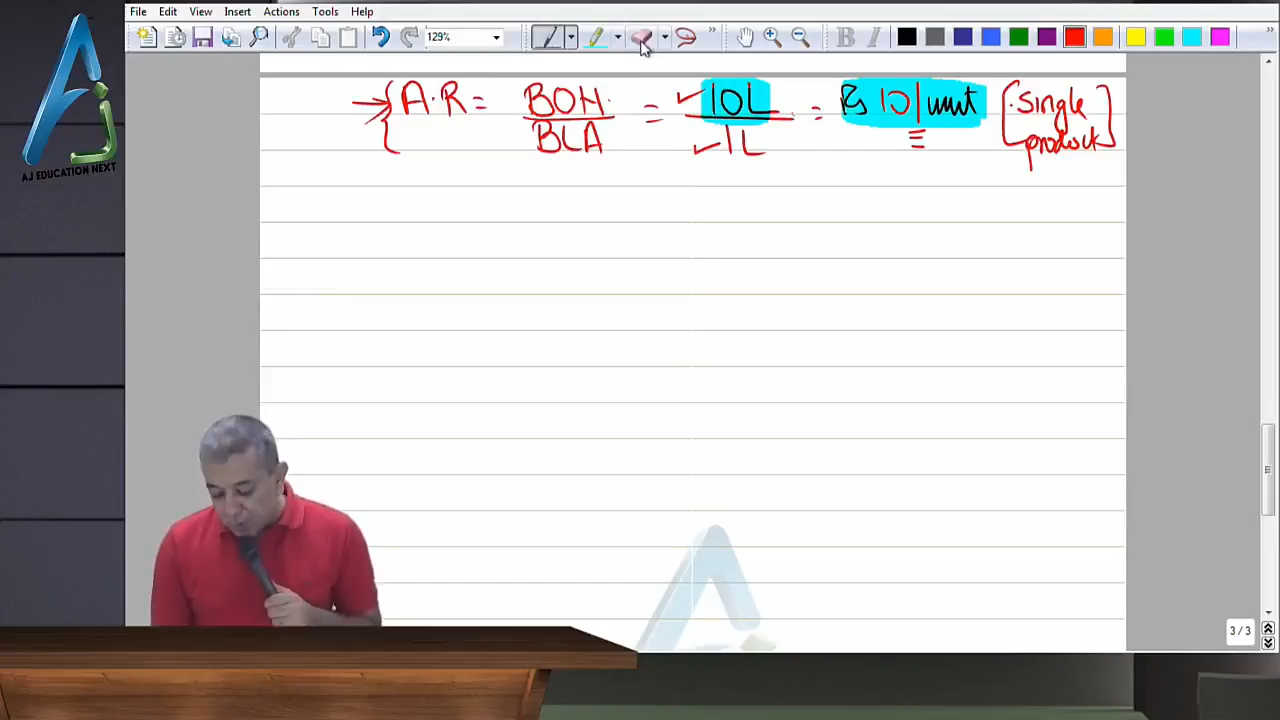 File Edit View Insert Actions Tools Help
129%
A.R = BOH = 10L = Rs 10/unit [Single
BLA 1L product]
AJ EDUCATION NEXT
3/3